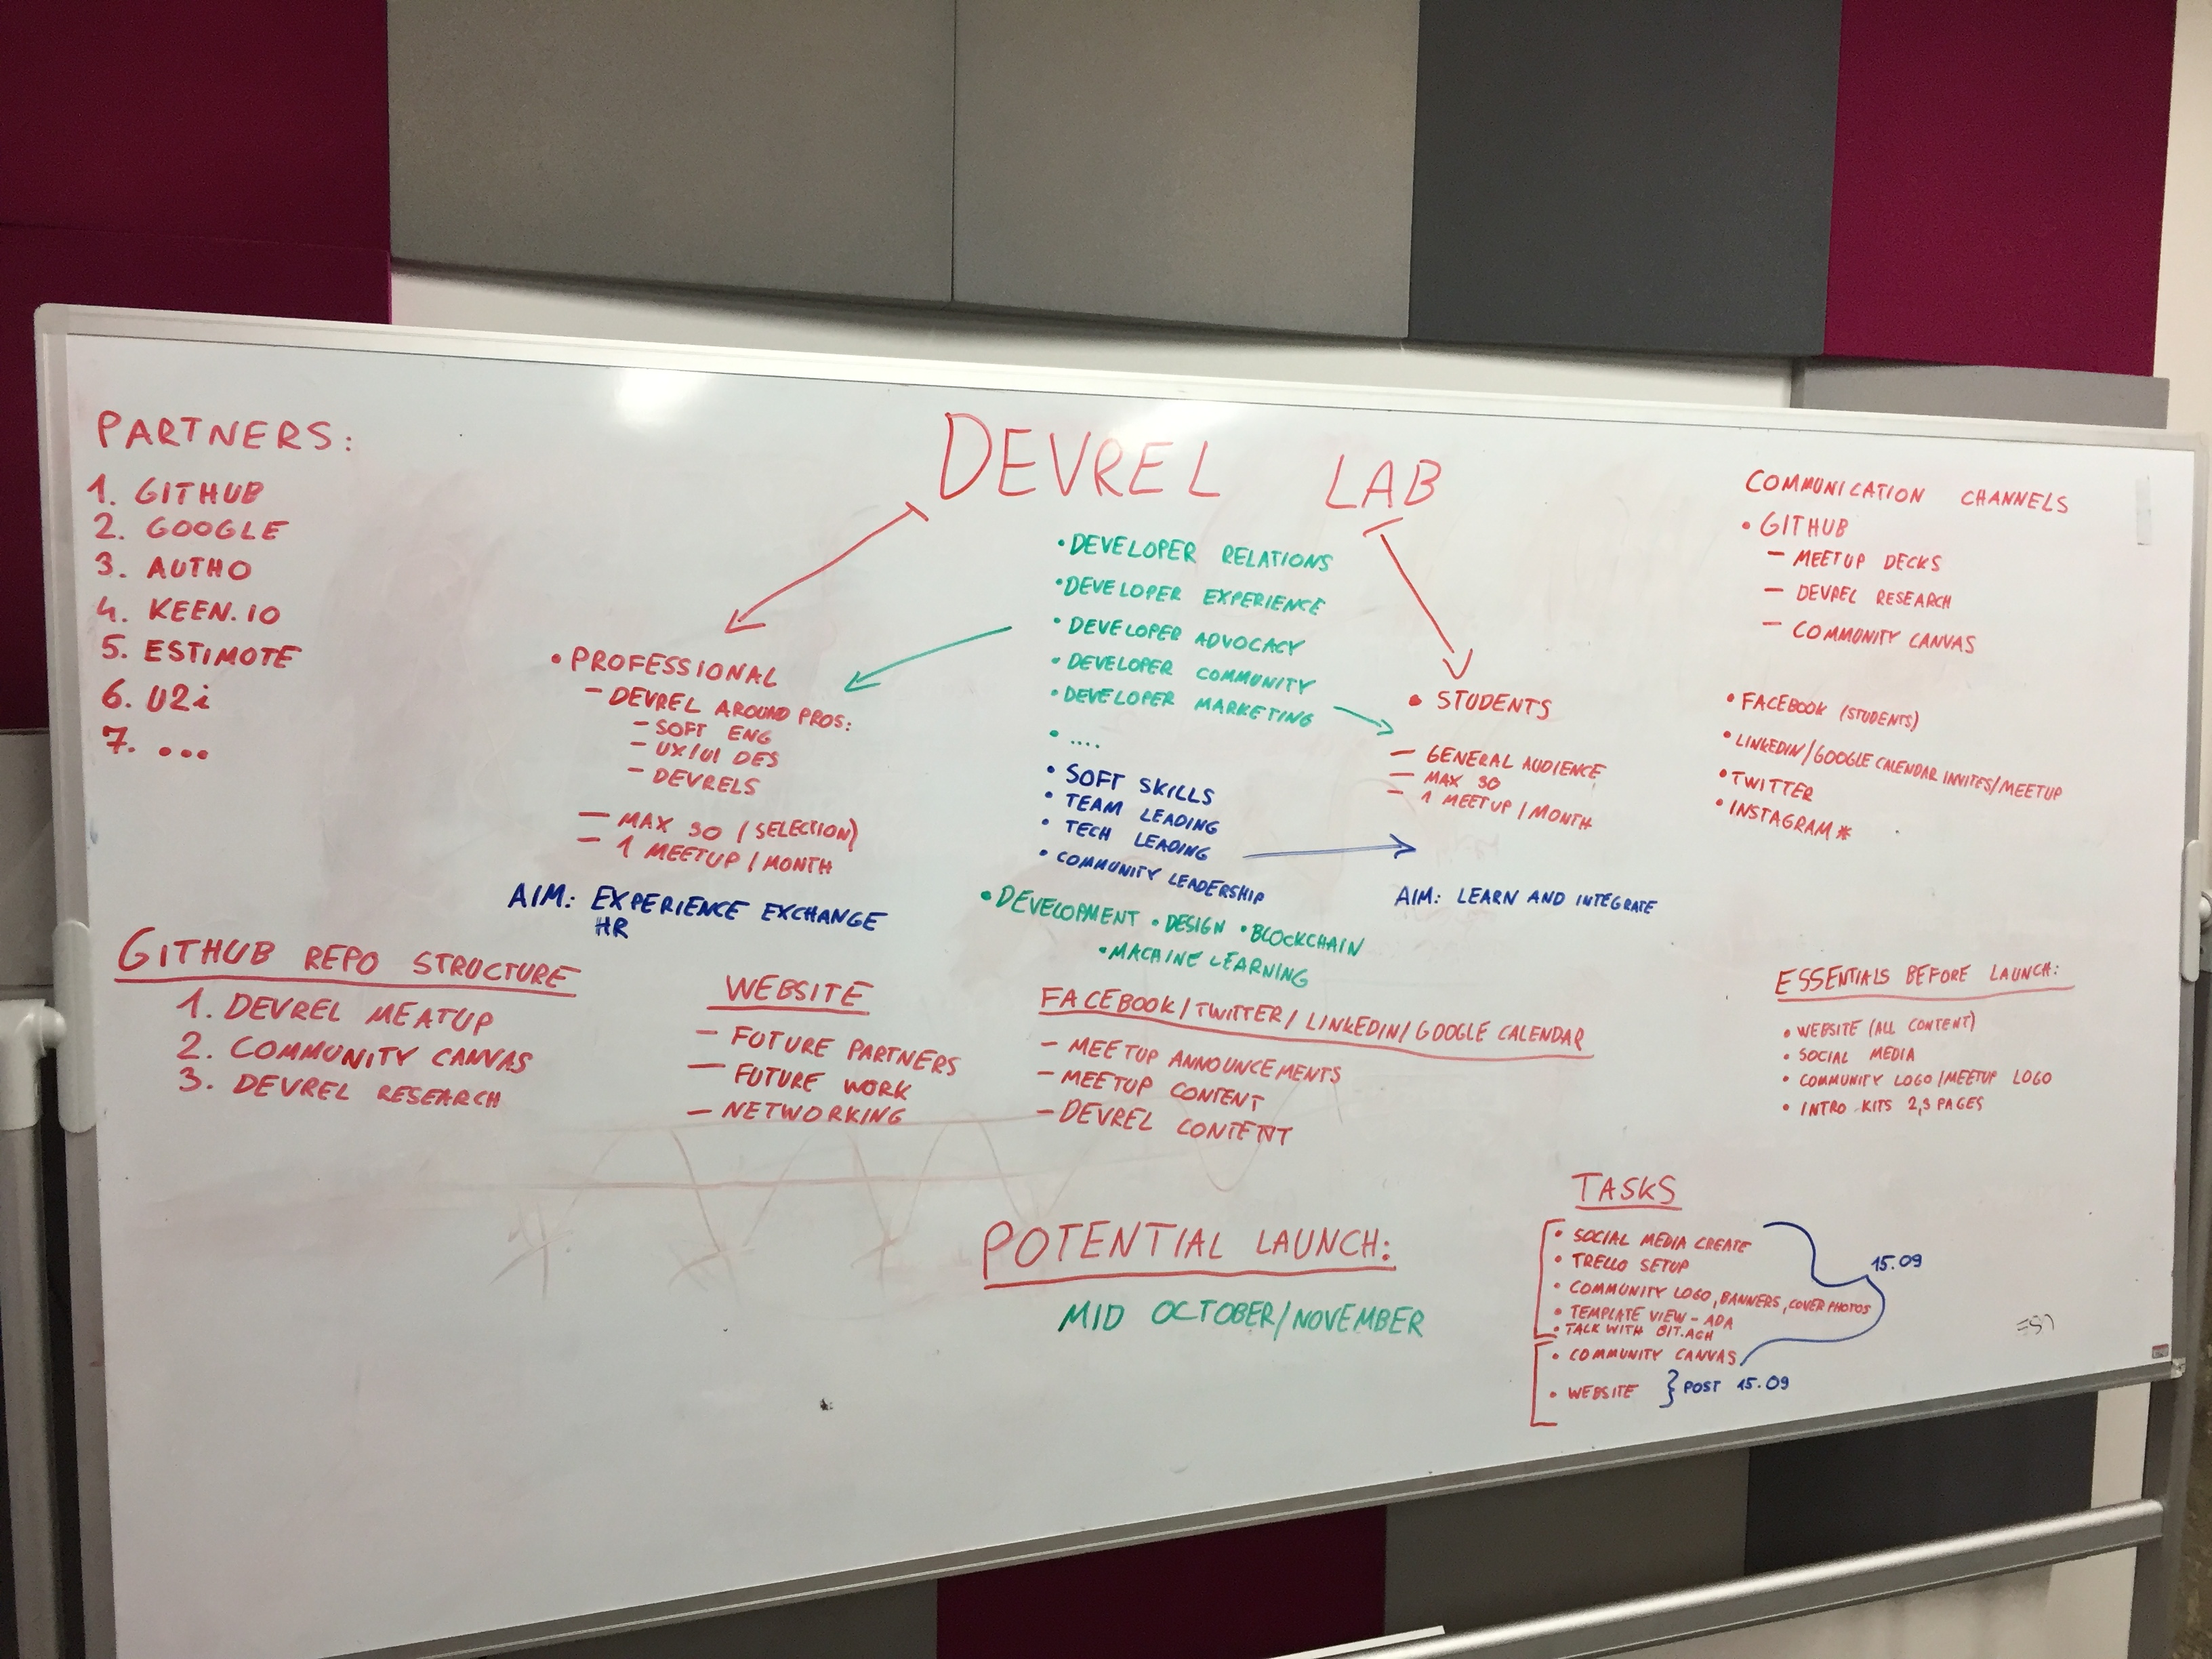 DEVREL LAB
PARTNERS:
1. GITHUB
2. GOOGLE
3. AUTHO
4. KEEN.IO
5. ESTIMOTE
6. U2i
7. ...
• PROFESSIONAL
– DEVREL AROUND PROS:
– SOFT ENG
– UX/UI DES
– DEVRELS
– MAX 30 (SELECTION)
– 1 MEETUP/MONTH
AIM: EXPERIENCE EXCHANGE
HR
• DEVELOPER RELATIONS
• DEVELOPER EXPERIENCE
• DEVELOPER ADVOCACY
• DEVELOPER COMMUNITY
• DEVELOPER MARKETING
• ....
• SOFT SKILLS
• TEAM LEADING
• TECH LEADING
• COMMUNITY LEADERSHIP
• DEVELOPMENT • DESIGN • BLOCKCHAIN
• MACHINE LEARNING
• STUDENTS
– GENERAL AUDIENCE
– MAX 30
– 1 MEETUP/MONTH
AIM: LEARN AND INTEGRATE
COMMUNICATION CHANNELS
• GITHUB
– MEETUP DECKS
– DEVREL RESEARCH
– COMMUNITY CANVAS
• FACEBOOK (STUDENTS)
• LINKEDIN/GOOGLE CALENDAR INVITES/MEETUP
• TWITTER
• INSTAGRAM*
GITHUB REPO STRUCTURE
1. DEVREL MEATUP
2. COMMUNITY CANVAS
3. DEVREL RESEARCH
WEBSITE
– FUTURE PARTNERS
– FUTURE WORK
– NETWORKING
FACEBOOK/TWITTER/LINKEDIN/GOOGLE CALENDAR
– MEETUP ANNOUNCEMENTS
– MEETUP CONTENT
– DEVREL CONTENT
ESSENTIALS BEFORE LAUNCH:
• WEBSITE (ALL CONTENT)
• SOCIAL MEDIA
• COMMUNITY LOGO/MEETUP LOGO
• INTRO KITS 2,3 PAGES
POTENTIAL LAUNCH:
MID OCTOBER/NOVEMBER
TASKS
• SOCIAL MEDIA CREATE
• TRELLO SETUP
• COMMUNITY LOGO, BANNERS, COVER PHOTOS
• TEMPLATE VIEW – ADA
• TALK WITH BIT.AGH
• COMMUNITY CANVAS
15.09
• WEBSITE } POST 15.09